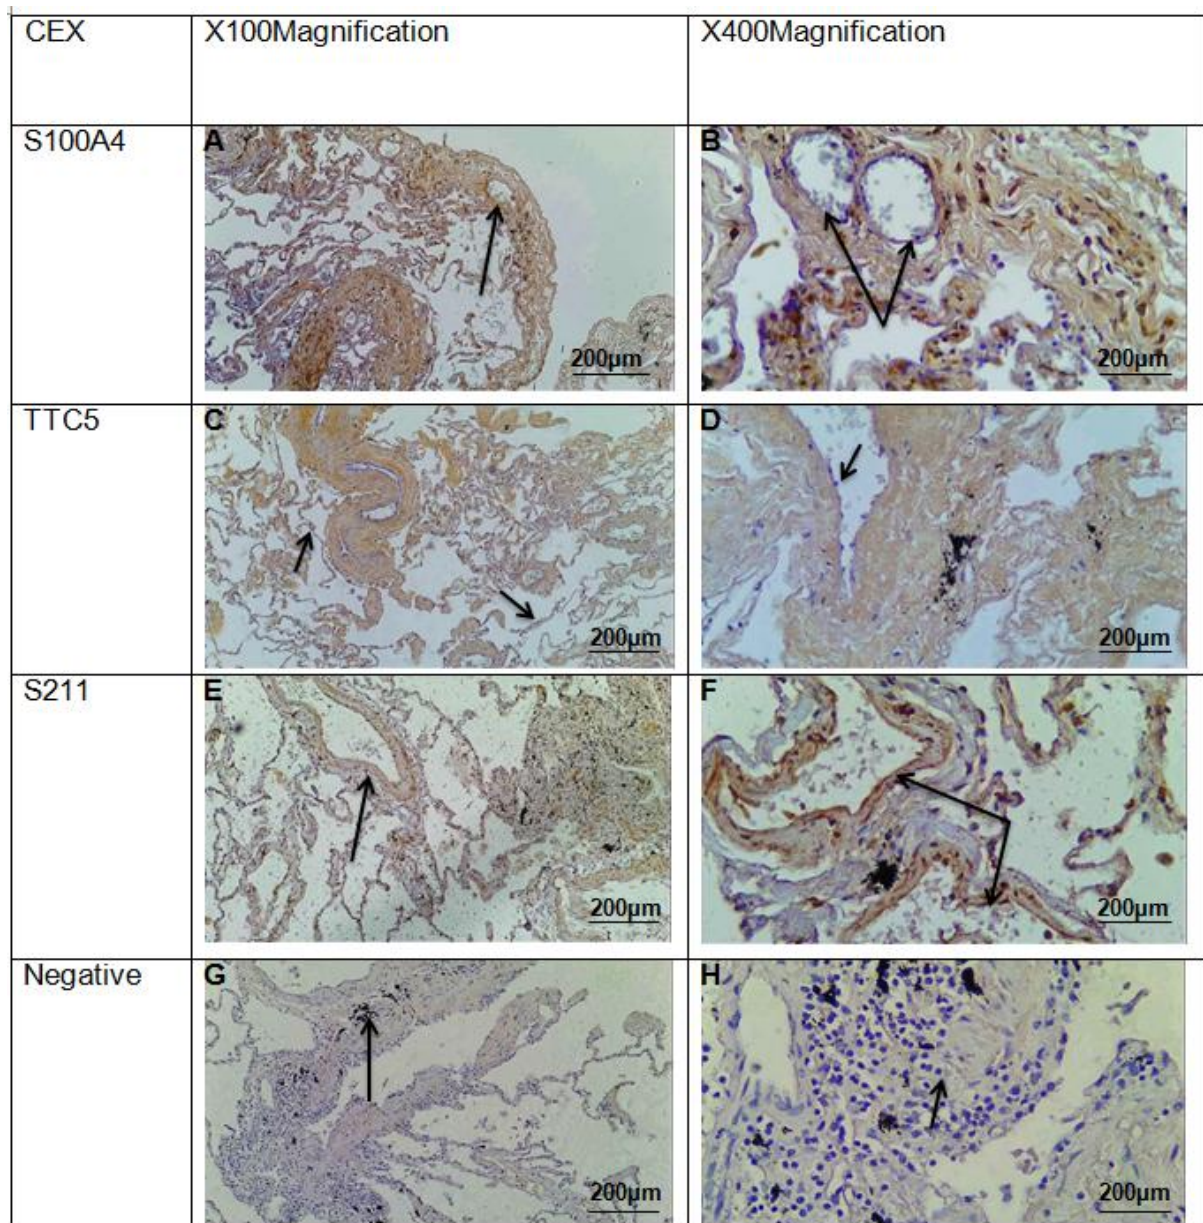 CEX X100Magnification X400Magnification
S100A4 A B
200µm 200µm
TTC5 C D
200µm 200µm
S211 E F
200µm 200µm
Negative G H
200µm 200µm